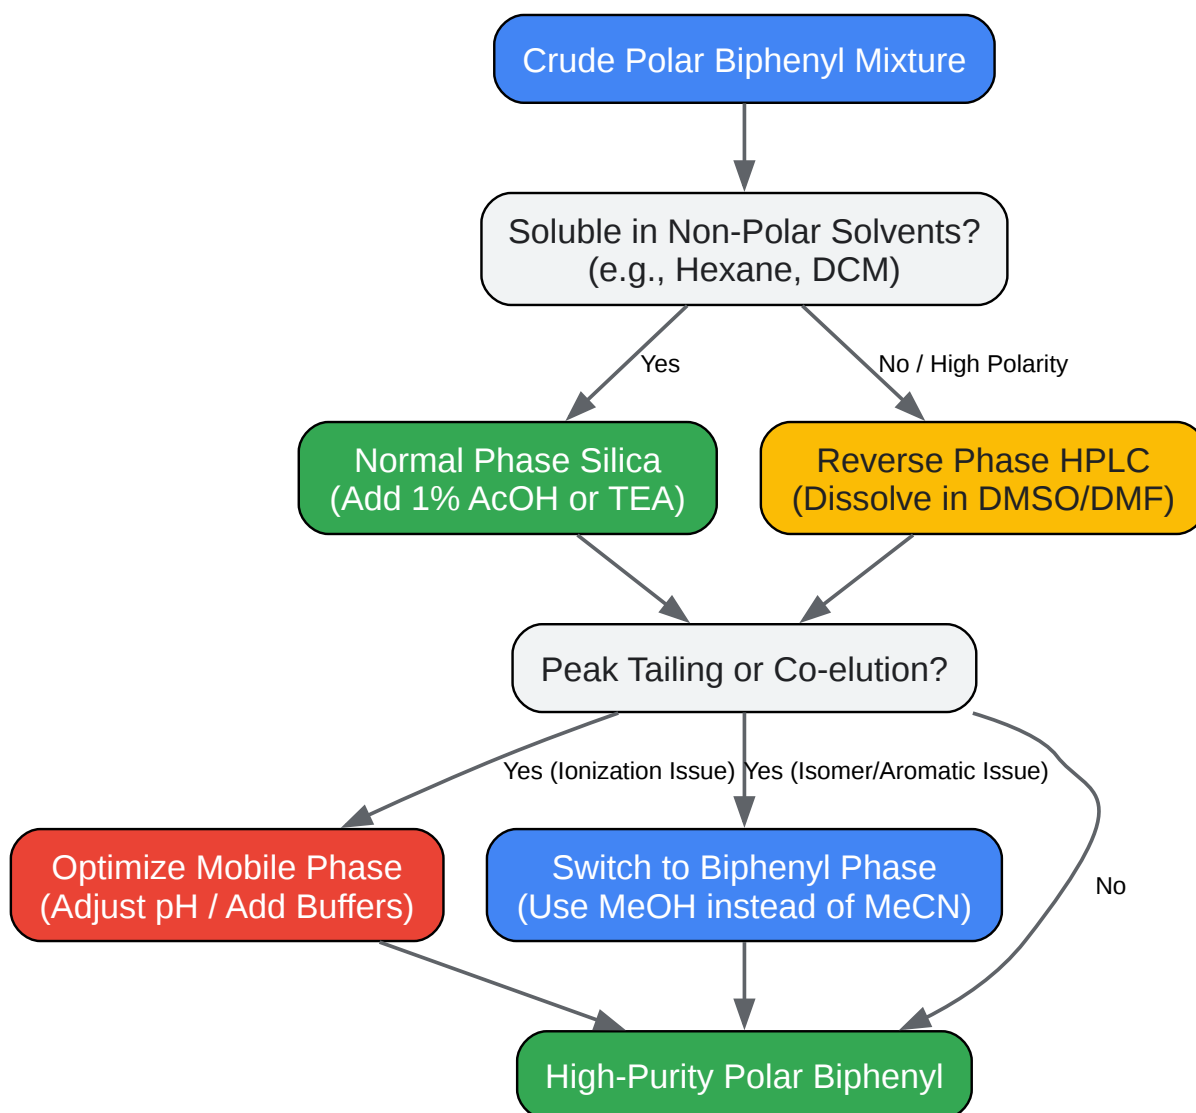 Crude Polar Biphenyl Mixture
Soluble in Non-Polar Solvents?
(e.g., Hexane, DCM)
Yes
No / High Polarity
Normal Phase Silica
(Add 1% AcOH or TEA)
Reverse Phase HPLC
(Dissolve in DMSO/DMF)
Peak Tailing or Co-elution?
Yes (Ionization Issue)
Yes (Isomer/Aromatic Issue)
No
Optimize Mobile Phase
(Adjust pH / Add Buffers)
Switch to Biphenyl Phase
(Use MeOH instead of MeCN)
High-Purity Polar Biphenyl